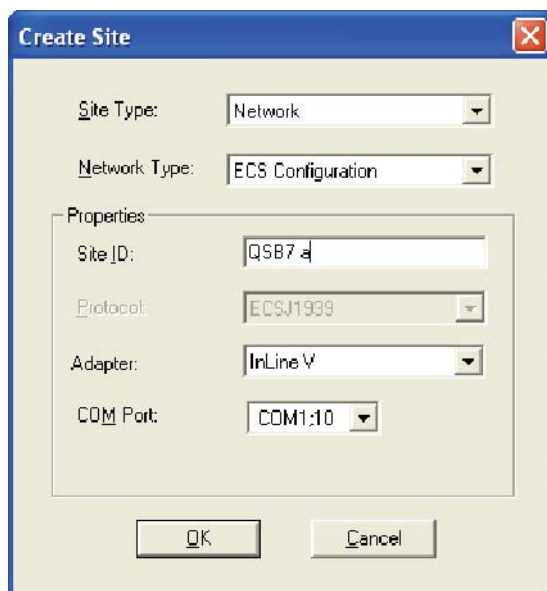 Create Site
Site Type: Network
Network Type: ECS Configuration
Properties
Site ID: QSB7 a
Protocol: ECSJ1939
Adapter: InLine V
COM Port: COM1;10
OK Cancel